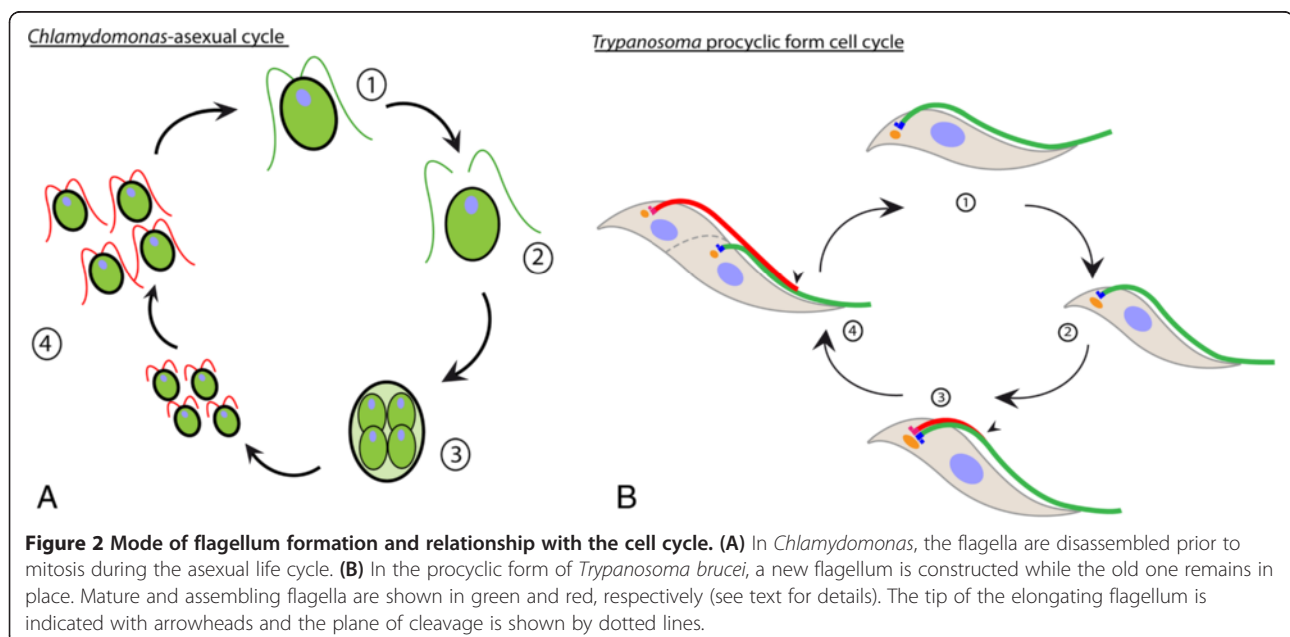 Chlamydomonas-asexual cycle
Trypanosoma procyclic form cell cycle
①
②
③
④
A
①
②
③
④
B
Figure 2 Mode of flagellum formation and relationship with the cell cycle. (A) In Chlamydomonas, the flagella are disassembled prior to
mitosis during the asexual life cycle. (B) In the procyclic form of Trypanosoma brucei, a new flagellum is constructed while the old one remains in
place. Mature and assembling flagella are shown in green and red, respectively (see text for details). The tip of the elongating flagellum is
indicated with arrowheads and the plane of cleavage is shown by dotted lines.